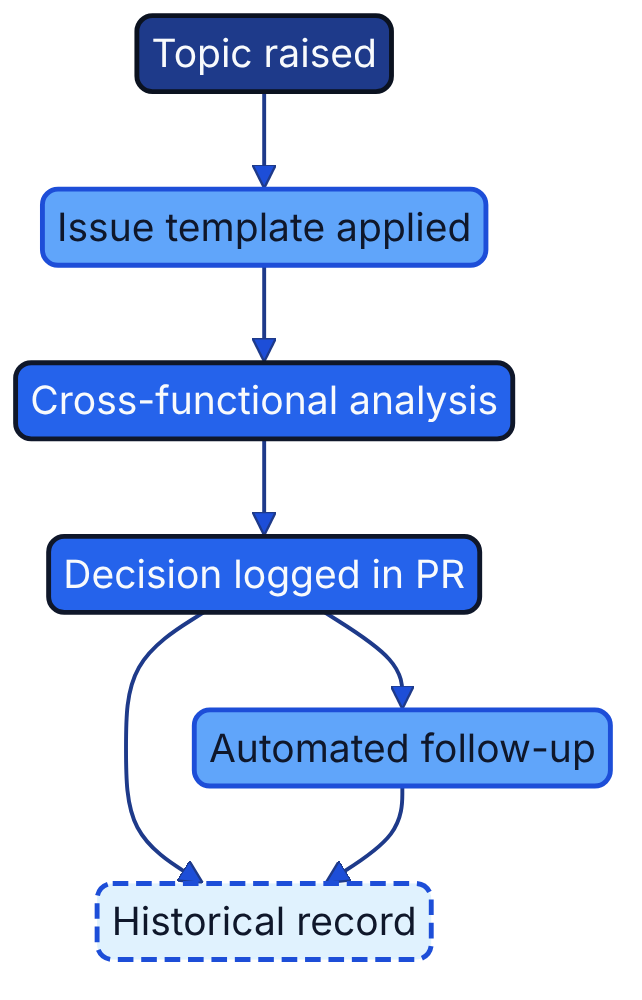 Topic raised
Issue template applied
Cross-functional analysis
Decision logged in PR
Automated follow-up
Historical record